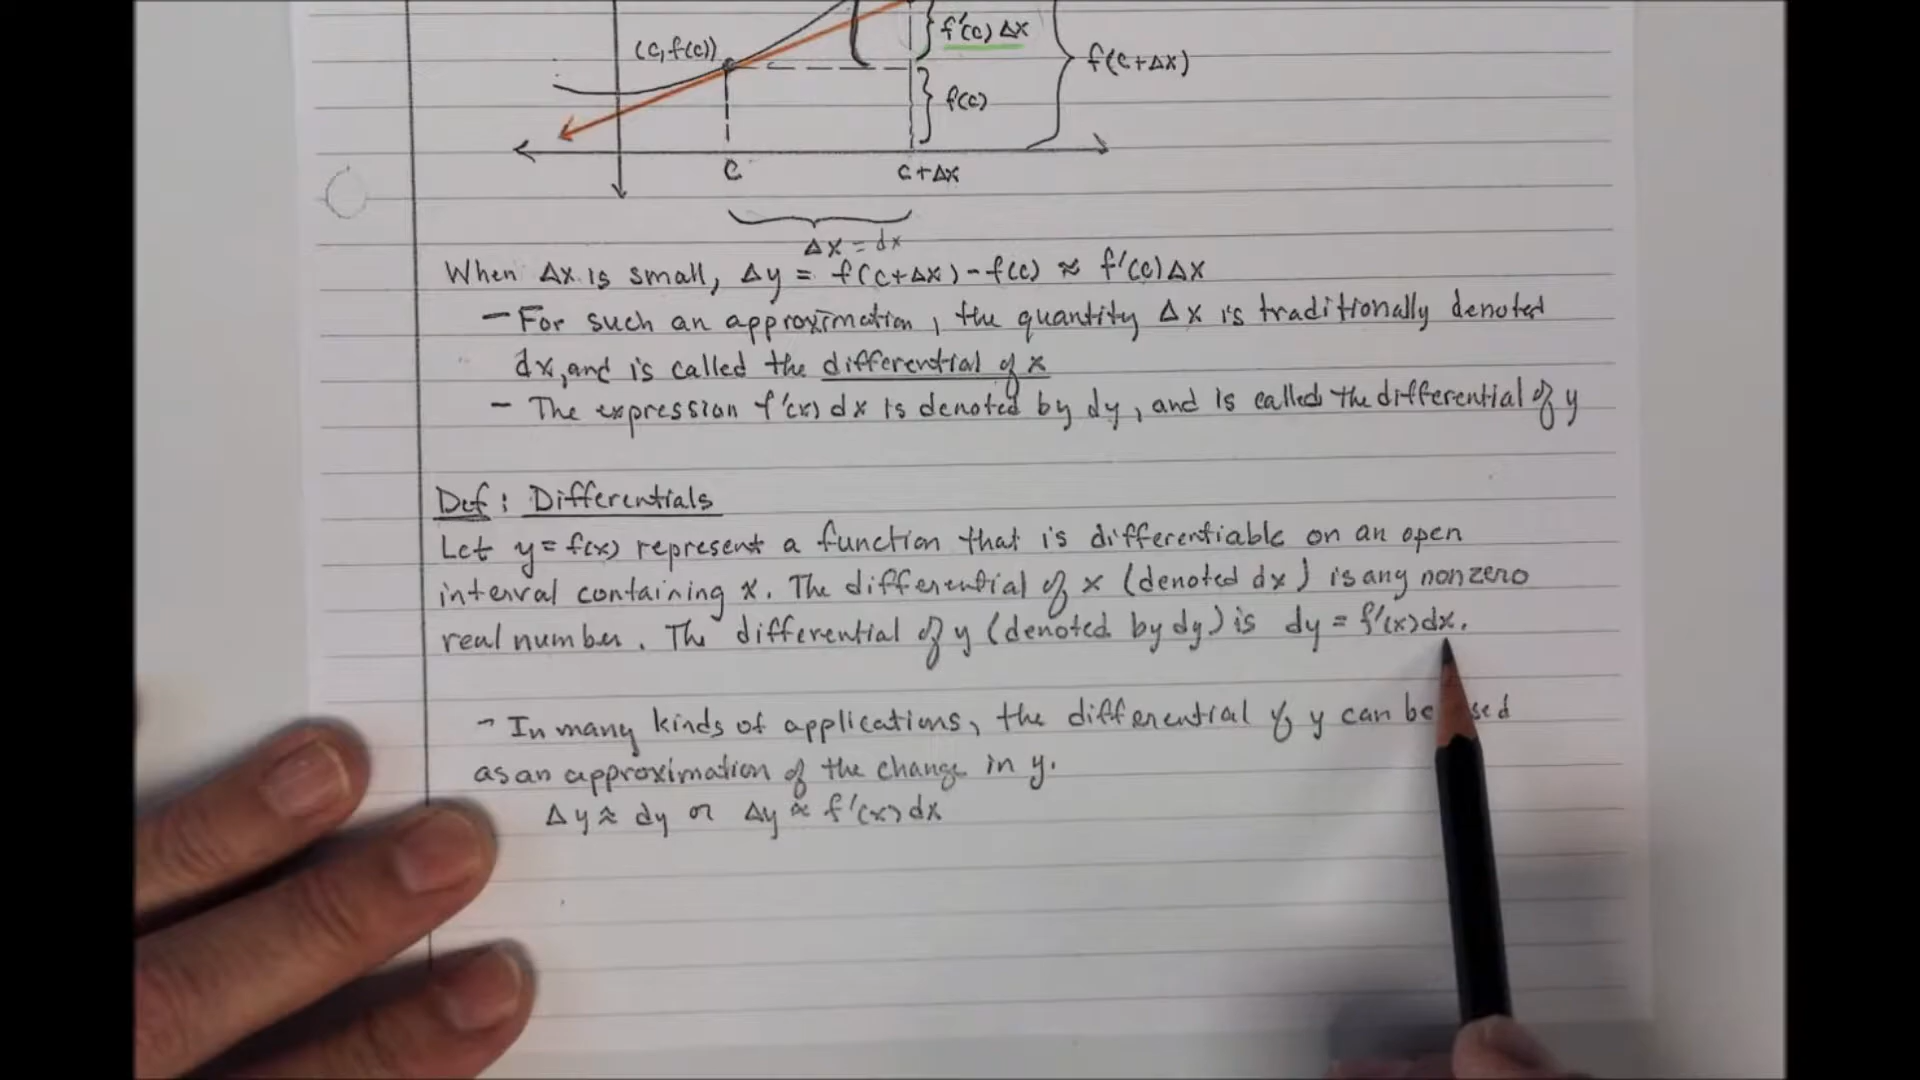 f'(c) Δx
(c, f(c))
f(c+Δx)
f(c)
c
c+Δx
Δx = dx
When Δx is small, Δy = f(c+Δx) - f(c) ≈ f'(c) Δx
- For such an approximation, the quantity Δx is traditionally denoted
dx, and is called the differential of x
- The expression f'(x) dx is denoted by dy, and is called the differential of y
Def: Differentials
Let y = f(x) represent a function that is differentiable on an open
interval containing x. The differential of x (denoted dx) is any nonzero
real number. The differential of y (denoted by dy) is dy = f'(x)dx.
- In many kinds of applications, the differential of y can be
as an approximation of the change in y.
Δy ≈ dy or Δy ≈ f'(x) dx